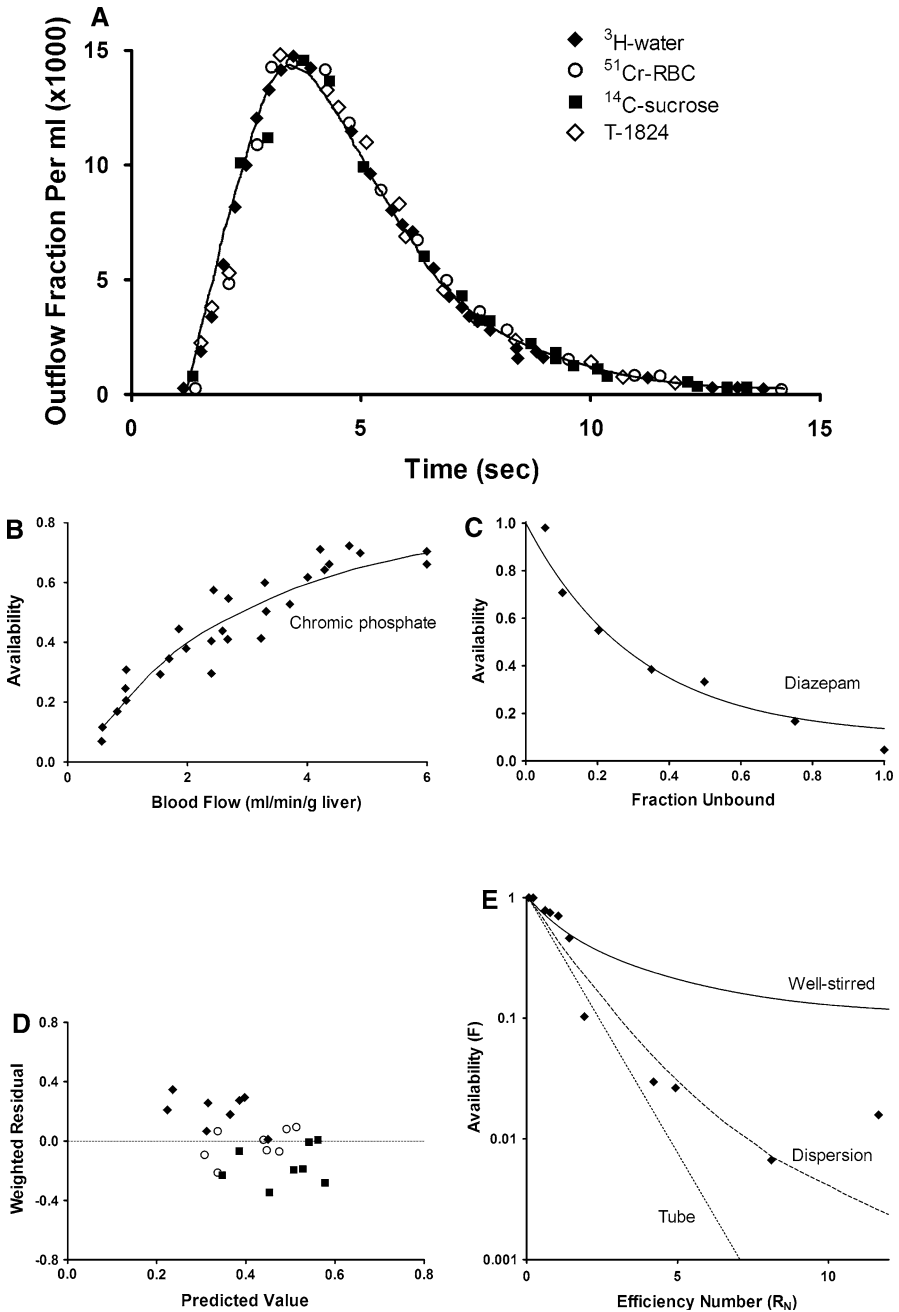 A
Outflow Fraction Per ml (x1000)
15
10
5
0
0 5 10 15
Time (sec)
³H-water
⁵¹Cr-RBC
¹⁴C-sucrose
T-1824
B
Availability
0.8
0.6
0.4
0.2
0.0
0 2 4 6
Blood Flow (ml/min/g liver)
Chromic phosphate
C
Availability
1.0
0.8
0.6
0.4
0.2
0.0
0.0 0.2 0.4 0.6 0.8 1.0
Fraction Unbound
Diazepam
D
Weighted Residual
0.8
0.4
0.0
-0.4
-0.8
0.0 0.2 0.4 0.6 0.8
Predicted Value
E
Availability (F)
1
0.1
0.01
0.001
0 5 10
Efficiency Number (R_N)
Well-stirred
Dispersion
Tube